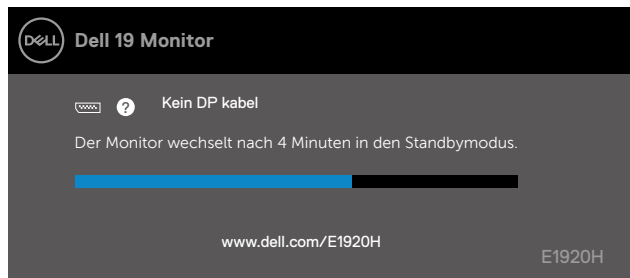 DELL Dell 19 Monitor
? Kein DP kabel
Der Monitor wechselt nach 4 Minuten in den Standbymodus.
www.dell.com/E1920H
E1920H